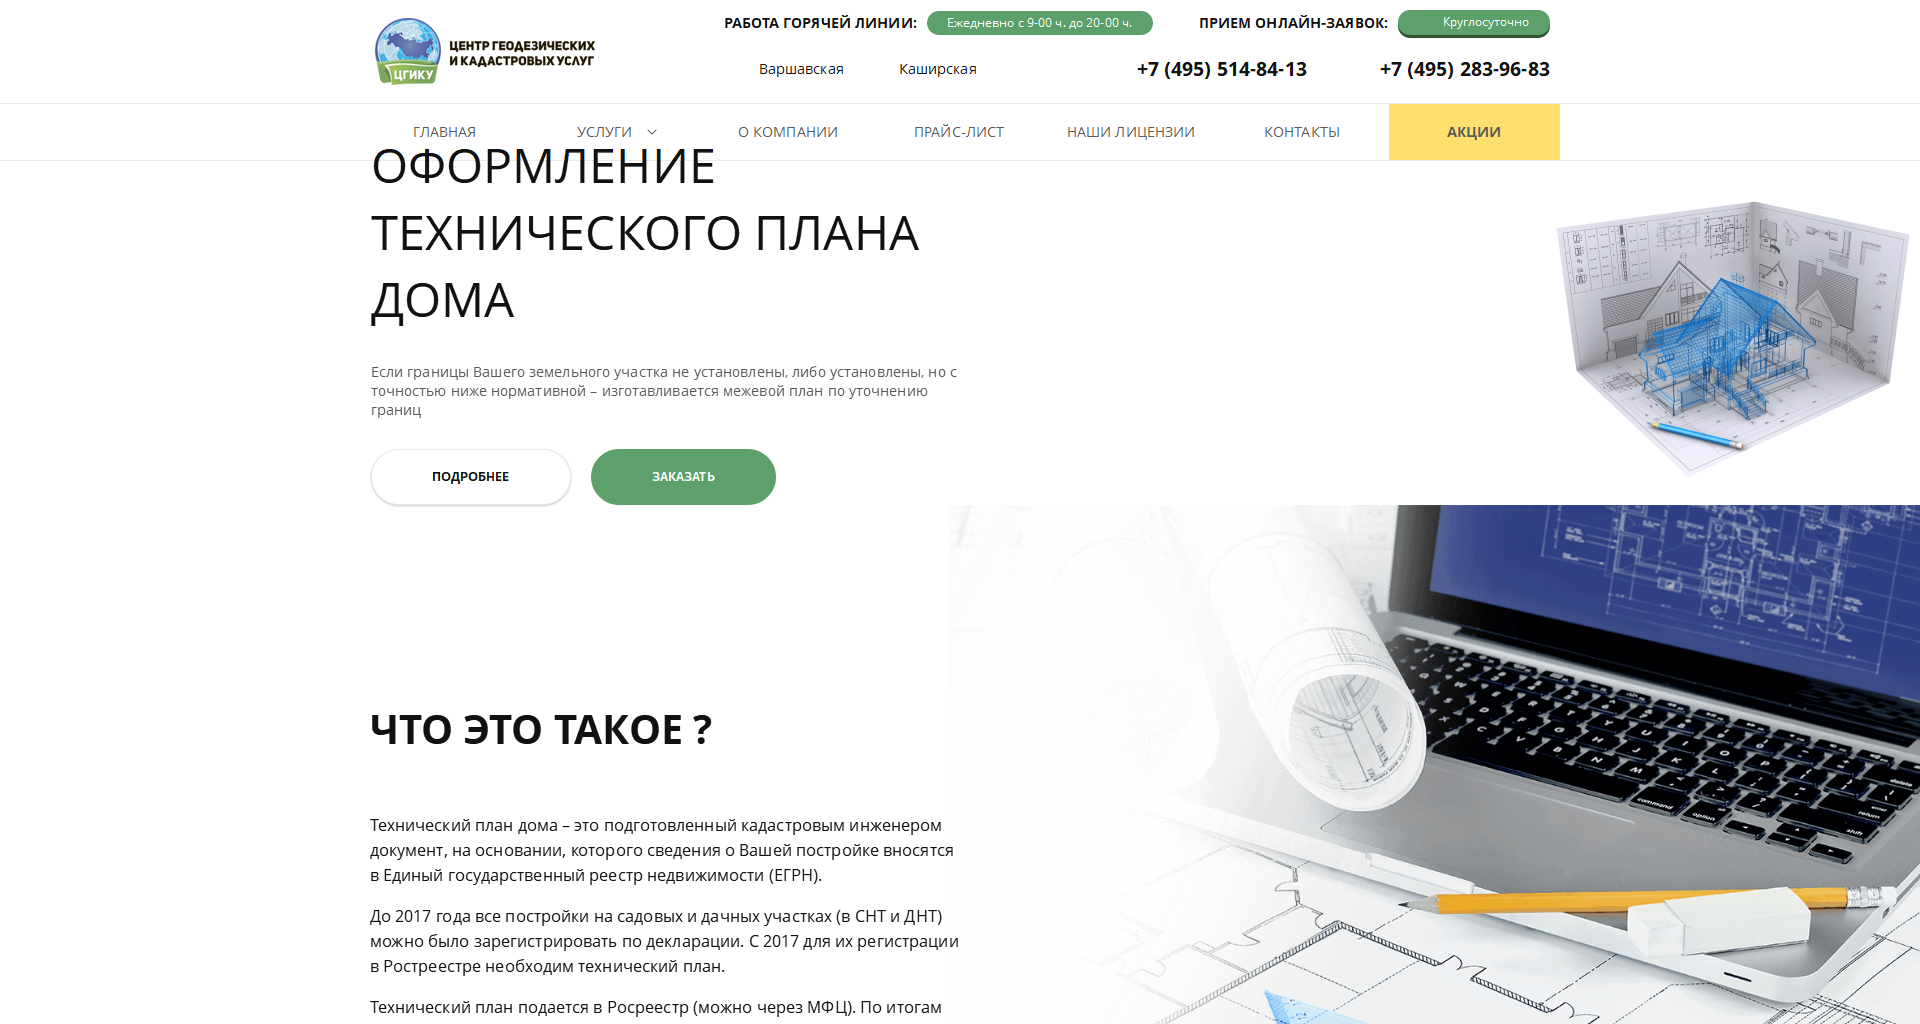 ЦЕНТР ГЕОДЕЗИЧЕСКИХ
И КАДАСТРОВЫХ УСЛУГ
ЦГИКУ
РАБОТА ГОРЯЧЕЙ ЛИНИИ:
Ежедневно с 9-00 ч. до 20-00 ч.
ПРИЕМ ОНЛАЙН-ЗАЯВОК:
Круглосуточно
Варшавская
Каширская
+7 (495) 514-84-13
+7 (495) 283-96-83
ГЛАВНАЯ
УСЛУГИ
О КОМПАНИИ
ПРАЙС-ЛИСТ
НАШИ ЛИЦЕНЗИИ
КОНТАКТЫ
АКЦИИ
ОФОРМЛЕНИЕ
ТЕХНИЧЕСКОГО ПЛАНА
ДОМА
Если границы Вашего земельного участка не установлены, либо установлены, но с
точностью ниже нормативной – изготавливается межевой план по уточнению
границ
ПОДРОБНЕЕ
ЗАКАЗАТЬ
ЧТО ЭТО ТАКОЕ ?
Технический план дома – это подготовленный кадастровым инженером
документ, на основании, которого сведения о Вашей постройке вносятся
в Единый государственный реестр недвижимости (ЕГРН).
До 2017 года все постройки на садовых и дачных участках (в СНТ и ДНТ)
можно было зарегистрировать по декларации. С 2017 для их регистрации
в Ростреестре необходим технический план.
Технический план подается в Росреестр (можно через МФЦ). По итогам